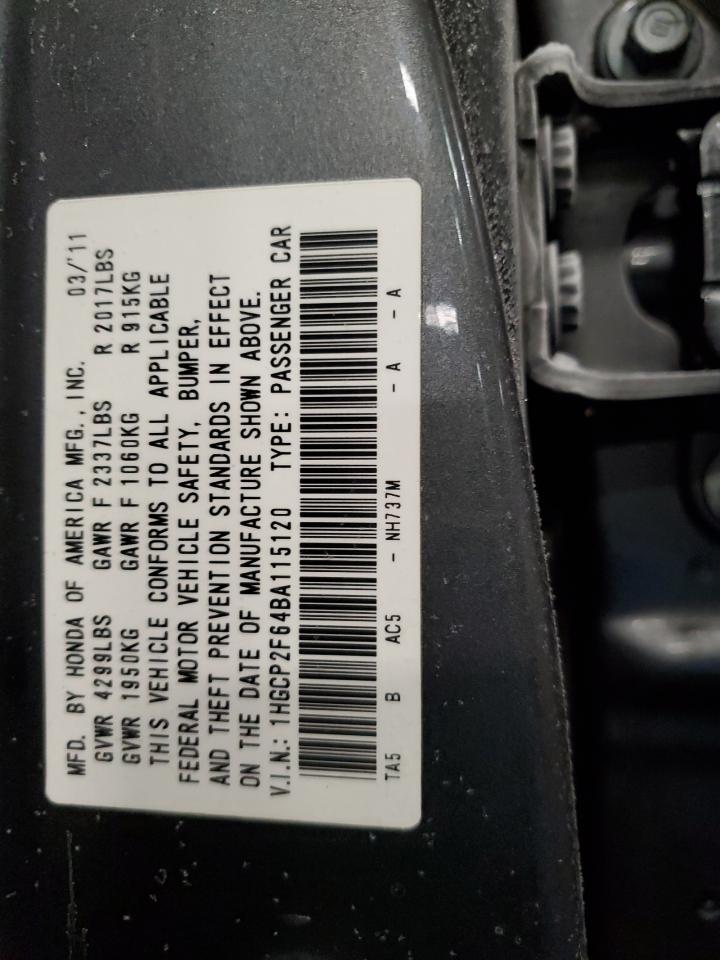 MFD. BY HONDA OF AMERICA MFG., INC. 03/'11
GVWR 4299LBS GAWR F 2337LBS R 2017LBS
GVWR 1950KG GAWR F 1060KG R 915KG
THIS VEHICLE CONFORMS TO ALL APPLICABLE
FEDERAL MOTOR VEHICLE SAFETY, BUMPER,
AND THEFT PREVENTION STANDARDS IN EFFECT
ON THE DATE OF MANUFACTURE SHOWN ABOVE.
V.I.N.: 1HGCP2F64BA115120 TYPE: PASSENGER CAR
TA5 B AC5 - NH737M - A - A